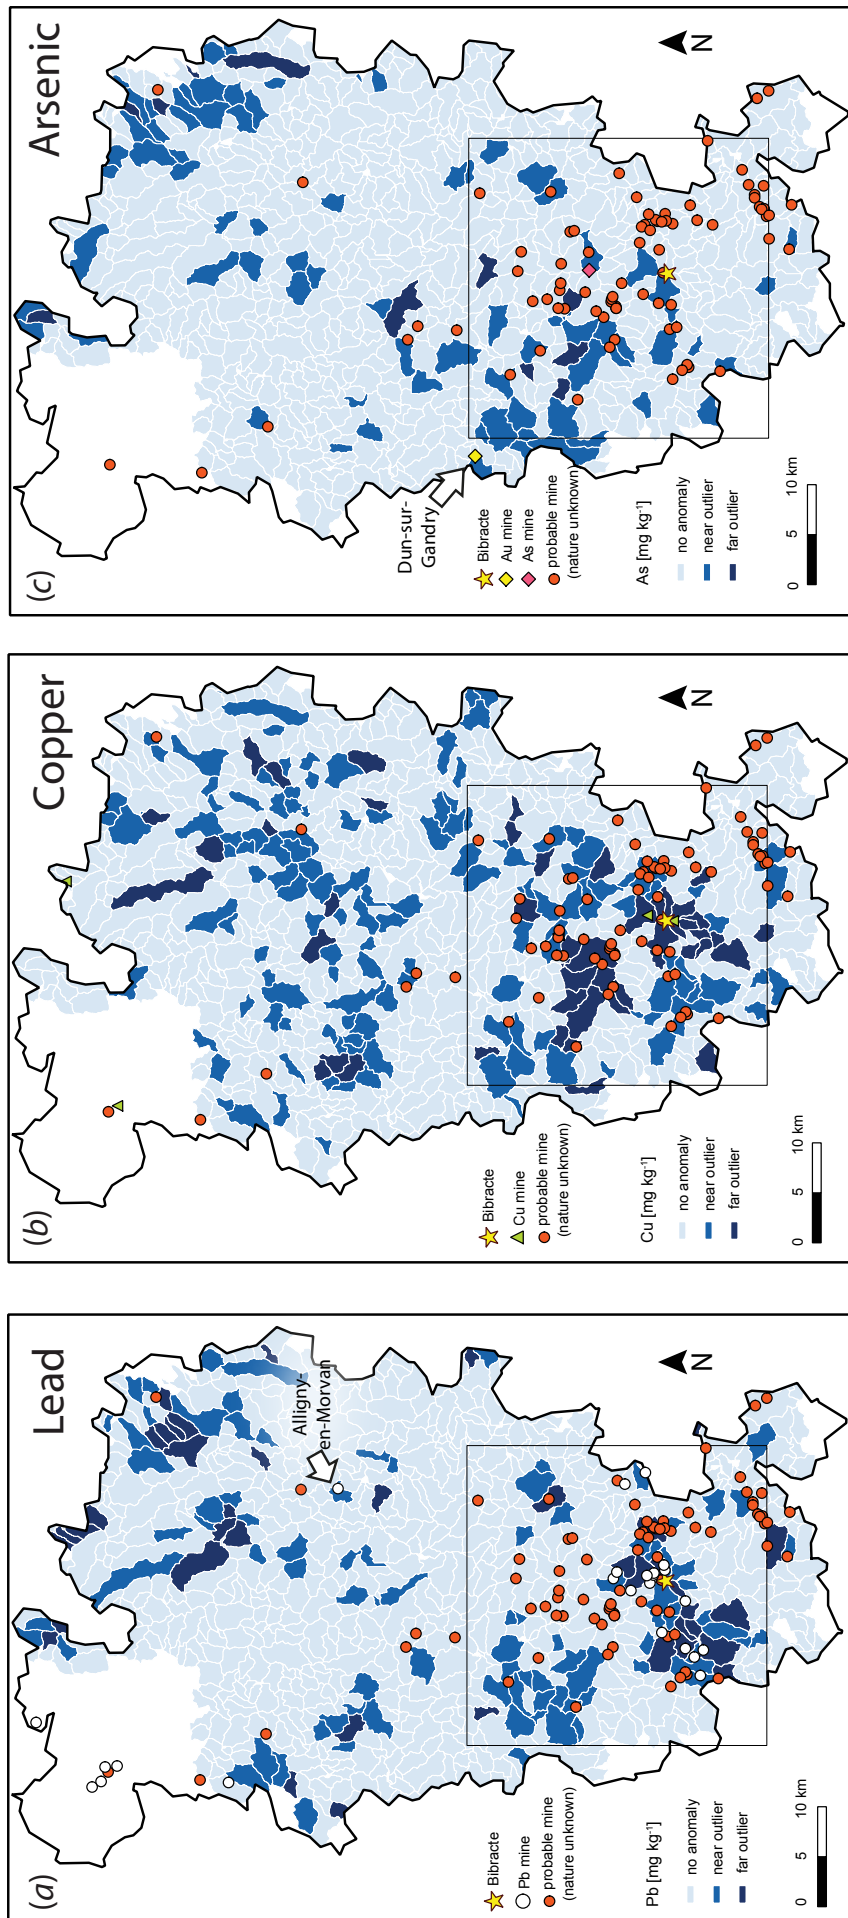 (a)
Lead
Alligny-
en-Morvan
Bibracte
Pb mine
probable mine
(nature unknown)
Pb [mg kg⁻¹]
no anomaly
near outlier
far outlier
0 5 10 km
N
(b)
Copper
Bibracte
Cu mine
probable mine
(nature unknown)
Cu [mg kg⁻¹]
no anomaly
near outlier
far outlier
0 5 10 km
N
(c)
Arsenic
Dun-sur-
Gandry
Bibracte
Au mine
As mine
probable mine
(nature unknown)
As [mg kg⁻¹]
no anomaly
near outlier
far outlier
0 5 10 km
N